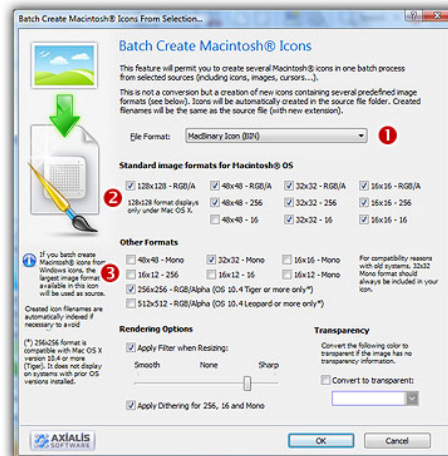 Batch Create Macintosh® Icons From Selection...
Batch Create Macintosh® Icons
This feature will permit you to create several Macintosh® icons in one batch process
from selected sources (including icons, images, cursors...).
This is not a conversion but a creation of new icons containing several predefined image
formats (see below). Icons will be automatically created in the source file folder. Created
filenames will be the same as the source file (with new extension).
File Format:
MacBinary Icon (BIN)
1
Standard image formats for Macintosh® OS
2
128x128 - RGB/A
48x48 - RGB/A
32x32 - RGB/A
16x16 - RGB/A
128x128 format displays
only under Mac OS X.
48x48 - 256
32x32 - 256
16x16 - 256
48x48 - 16
32x32 - 16
16x16 - 16
If you batch create
Macintosh® icons from
Windows icons, the
largest image format
available in this icon
will be used as source.
Created icon filenames are
automatically indexed if
necessary to avoid
(*) 256x256 format is
compatible with Mac OS X
version 10.4 or more
(Tiger). It does not display
on systems with prior OS
versions installed.
Other Formats
3
48x48 - Mono
32x32 - Mono
16x16 - Mono
16x12 - 256
16x12 - 16
16x12 - Mono
For compatibility reasons
with old systems, 32x32
Mono format should
always be included in your
icon.
256x256 - RGB/Alpha (OS 10.4 Tiger or more only*)
512x512 - RGB/Alpha (OS 10.4 Leopard or more only*)
Rendering Options
Apply Filter when Resizing:
Smooth
None
Sharp
Apply Dithering for 256, 16 and Mono
Transparency
Convert the following color to
transparent if the image has no
transparency information.
Convert to transparent:
AXIALIS
SOFTWARE
OK
Cancel